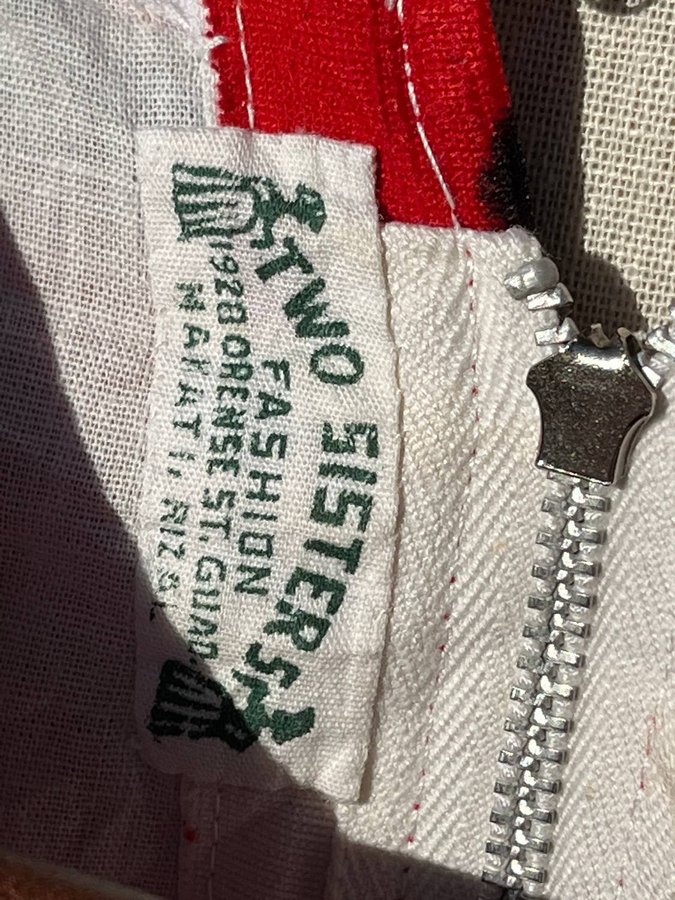 TWO SISTERS
FASHION
1928 ORENSE ST. GUAD.
MAKATI, RIZAL